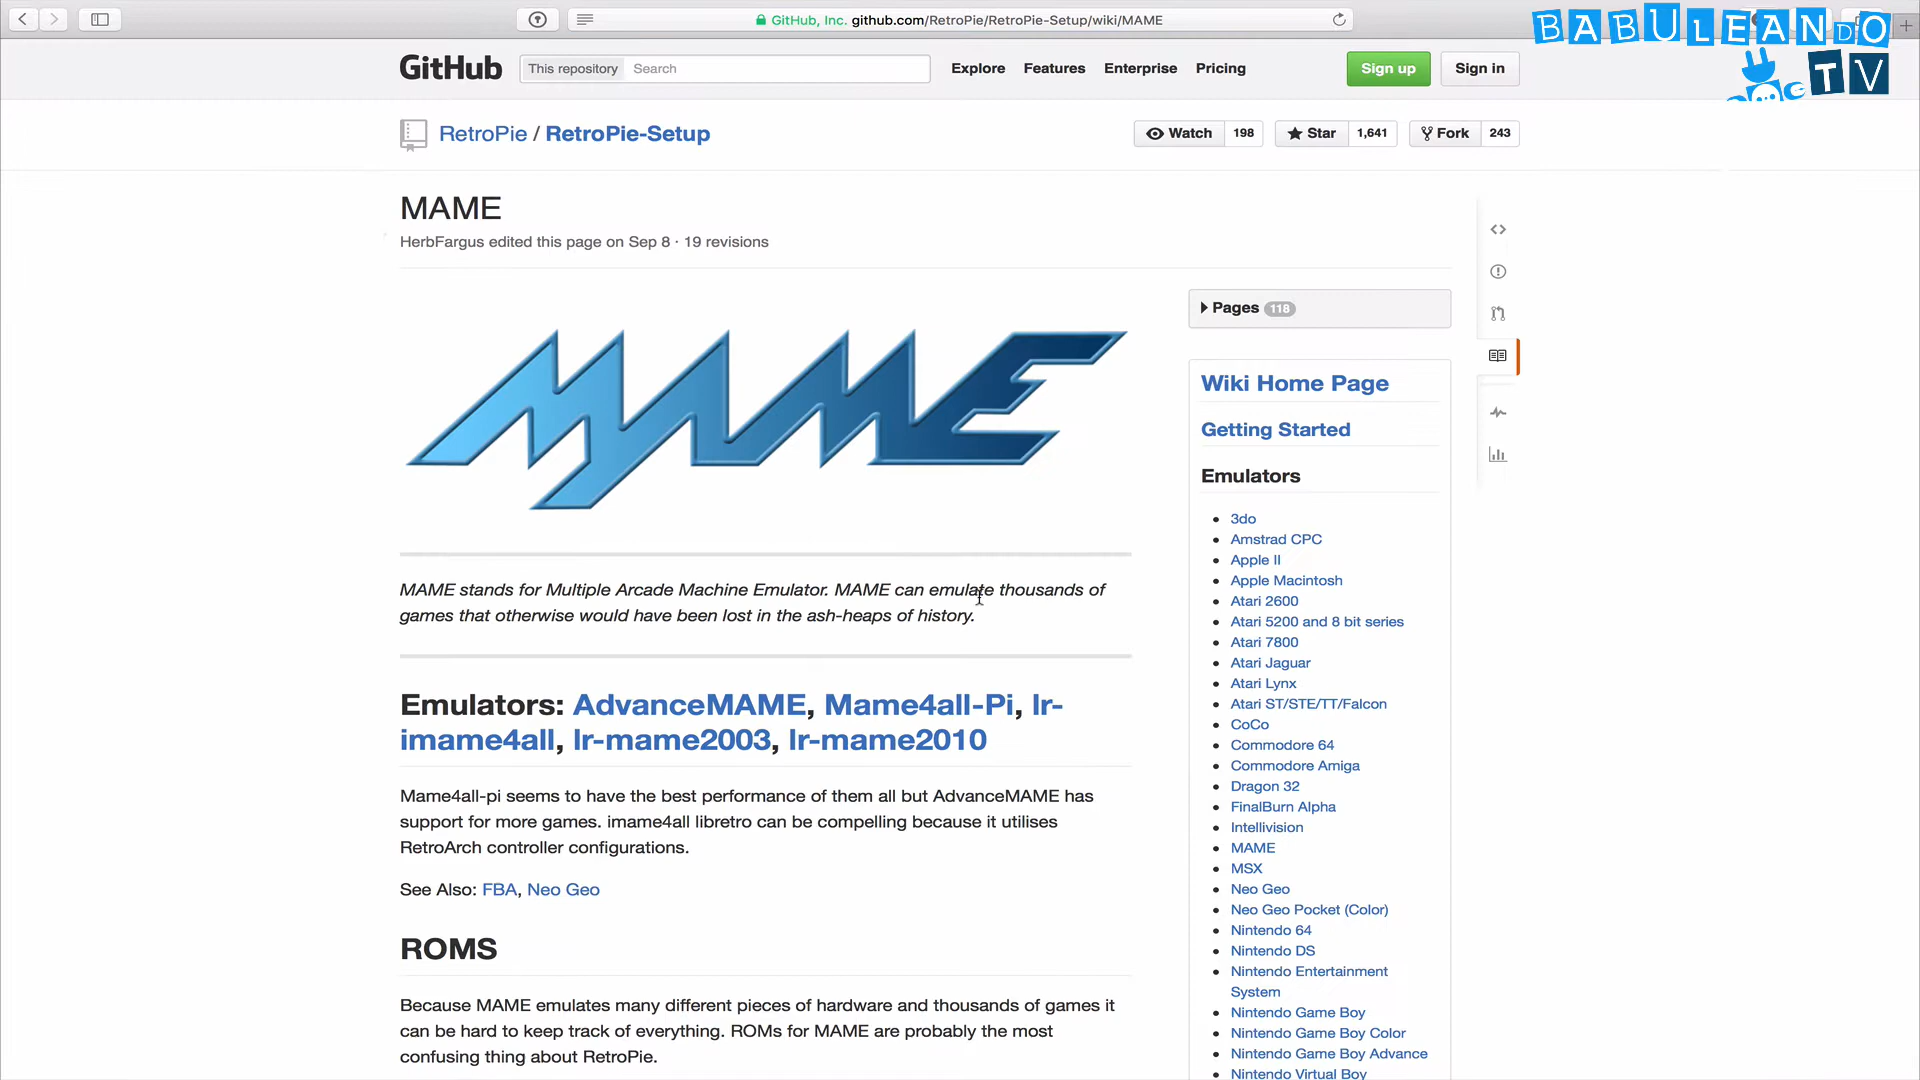 GitHub, Inc. github.com/RetroPie/RetroPie-Setup/wiki/MAME
BABULEANDO
TV
GitHub
This repository Search
Explore Features Enterprise Pricing
Sign up Sign in
RetroPie / RetroPie-Setup
Watch 198 Star 1,641 Fork 243
MAME
HerbFargus edited this page on Sep 8 · 19 revisions
MAME
MAME stands for Multiple Arcade Machine Emulator. MAME can emulate thousands of
games that otherwise would have been lost in the ash-heaps of history.
Emulators: AdvanceMAME, Mame4all-Pi, lr-
imame4all, lr-mame2003, lr-mame2010
Mame4all-pi seems to have the best performance of them all but AdvanceMAME has
support for more games. imame4all libretro can be compelling because it utilises
RetroArch controller configurations.
See Also: FBA, Neo Geo
ROMS
Because MAME emulates many different pieces of hardware and thousands of games it
can be hard to keep track of everything. ROMs for MAME are probably the most
confusing thing about RetroPie.
Pages 118
Wiki Home Page
Getting Started
Emulators
3do
Amstrad CPC
Apple II
Apple Macintosh
Atari 2600
Atari 5200 and 8 bit series
Atari 7800
Atari Jaguar
Atari Lynx
Atari ST/STE/TT/Falcon
CoCo
Commodore 64
Commodore Amiga
Dragon 32
FinalBurn Alpha
Intellivision
MAME
MSX
Neo Geo
Neo Geo Pocket (Color)
Nintendo 64
Nintendo DS
Nintendo Entertainment
System
Nintendo Game Boy
Nintendo Game Boy Color
Nintendo Game Boy Advance
Nintendo Virtual Boy